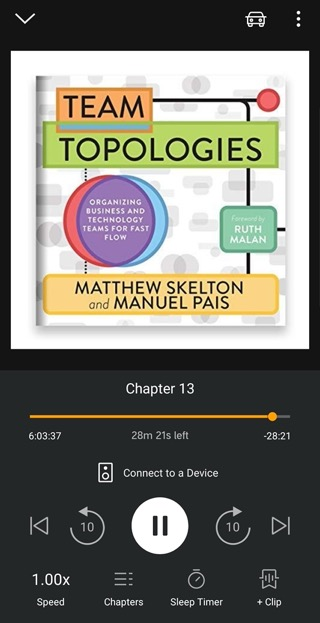 TEAM
TOPOLOGIES
ORGANIZING
BUSINESS AND
TECHNOLOGY
TEAMS FOR FAST
FLOW
Foreword by
RUTH
MALAN
MATTHEW SKELTON
and MANUEL PAIS
Chapter 13
6:03:37 28m 21s left -28:21
Connect to a Device
10 10
1.00x
Speed Chapters Sleep Timer + Clip